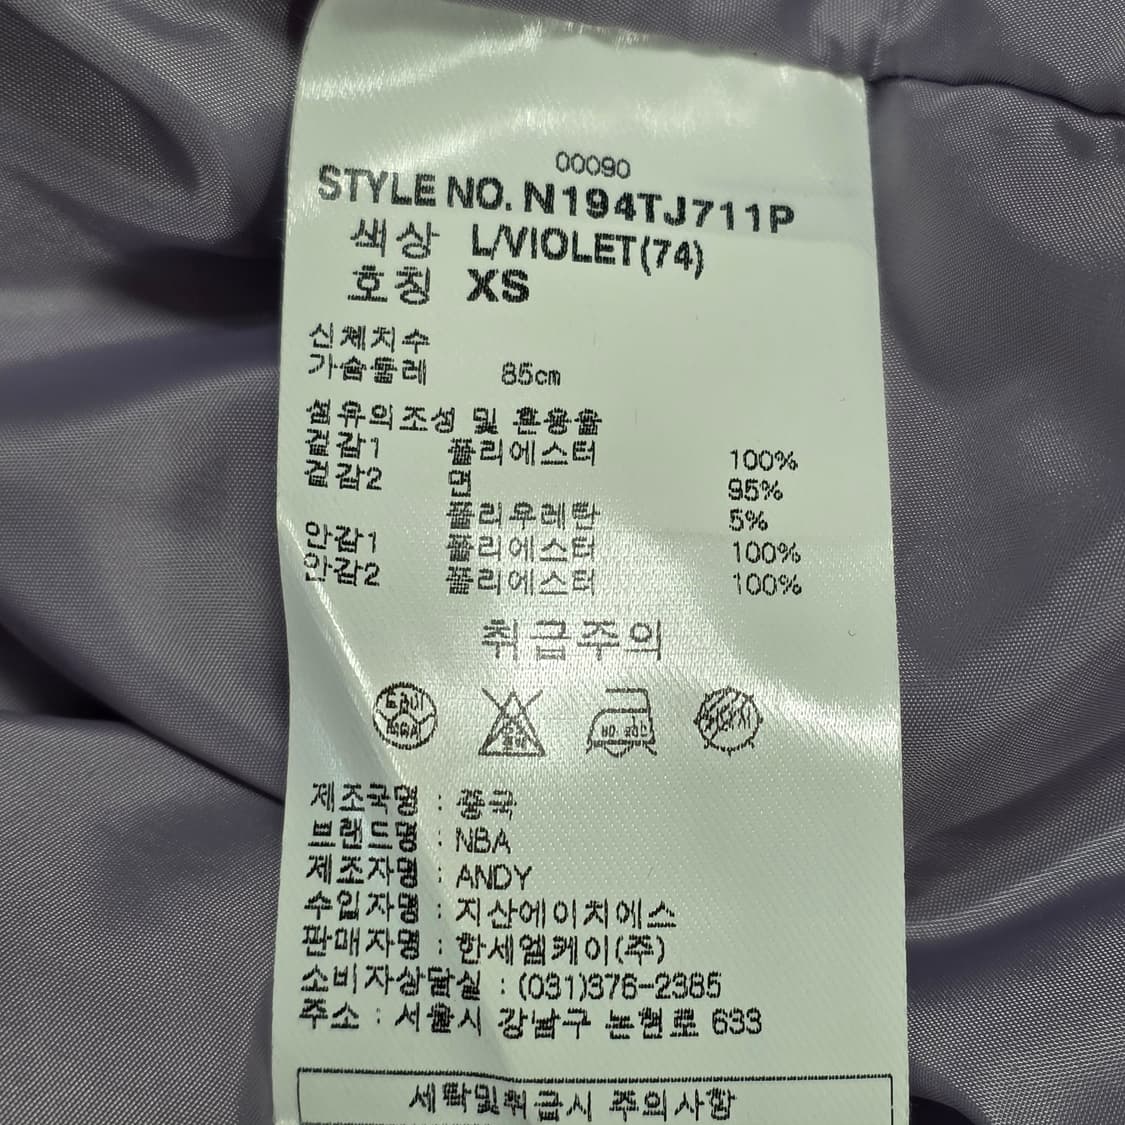 00090
STYLE NO. N194TJ711P
색상 L/VIOLET(74)
호칭 XS
신체치수
가슴둘레 85cm
섬유의조성 및 혼용율
겉감1 폴리에스터 100%
겉감2 면 95%
폴리우레탄 5%
안감1 폴리에스터 100%
안감2 폴리에스터 100%
취급주의
드라이
제조국명 : 중국
브랜드명 : NBA
제조자명 : ANDY
수입자명 : 지산에이치에스
판매자명 : 한세엠케이(주)
소비자상담실 : (031)376-2385
주소 : 서울시 강남구 논현로 633
세탁및취급시 주의사항